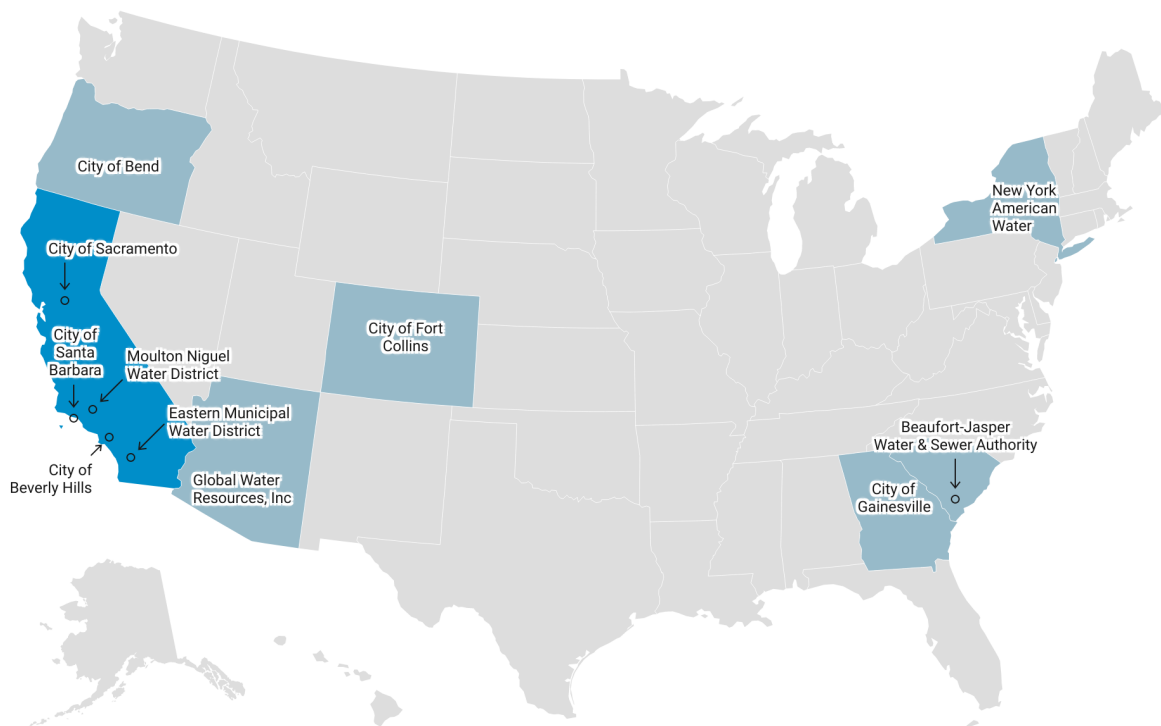 City of Bend
City of Sacramento
City of
Santa
Barbara
Moulton Niguel
Water District
Eastern Municipal
Water District
City of
Beverly Hills
Global Water
Resources, Inc
City of Fort
Collins
New York
American
Water
Beaufort-Jasper
Water & Sewer Authority
City of
Gainesville